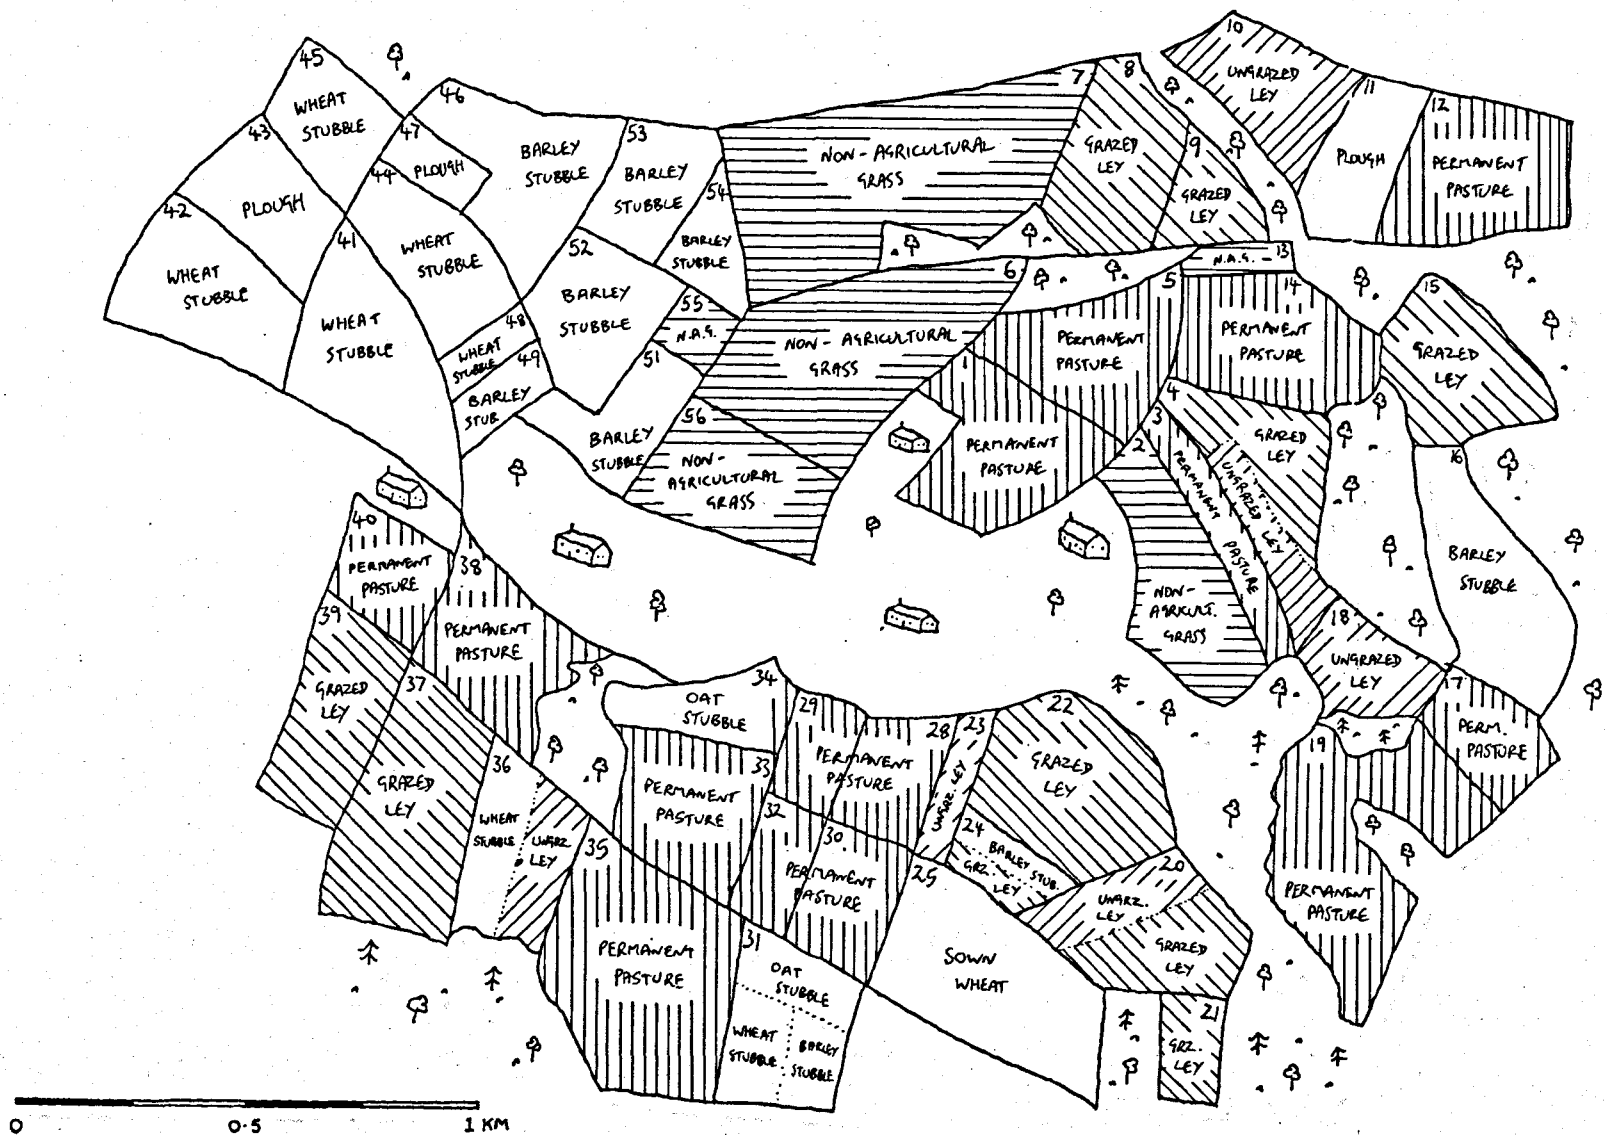 45
WHEAT
STUBBLE
46
43
47
PLOUGH
44
BARLEY
STUBBLE
53
BARLEY
STUBBLE
54
BARLEY
STUBBLE
7
NON-AGRICULTURAL
GRASS
8
GRAZED
LEY
9
GRAZED
LEY
10
UNGRAZED
LEY
11
PLOUGH
12
PERMANENT
PASTURE
42
PLOUGH
WHEAT
STUBBLE
41
WHEAT
STUBBLE
WHEAT
STUBBLE
52
BARLEY
STUBBLE
48
WHEAT
STUBBLE
49
BARLEY
STUB.
55
N.A.G.
51
BARLEY
STUBBLE
6
NON-AGRICULTURAL
GRASS
56
NON-
AGRICULTURAL
GRASS
5
PERMANENT
PASTURE
1
PERMANENT
PASTURE
13
N.A.G.
14
PERMANENT
PASTURE
15
GRAZED
LEY
4
GRAZED
LEY
UNGRAZED
LEY
3
PERMANENT
PASTURE
2
NON-
AGRICULT.
GRASS
16
BARLEY
STUBBLE
18
UNGRAZED
LEY
17
PERM.
PASTURE
19
PERMANENT
PASTURE
40
PERMANENT
PASTURE
38
PERMANENT
PASTURE
39
GRAZED
LEY
37
GRAZED
LEY
36
WHEAT
STUBBLE
UNGRZ.
LEY
35
PERMANENT
PASTURE
34
OAT
STUBBLE
33
PERMANENT
PASTURE
29
28
PERMANENT
PASTURE
32
30
PERMANENT
PASTURE
23
UNGRZ. LEY
22
GRAZED
LEY
24
BARLEY STUB.
GRZ.
LEY
25
SOWN
WHEAT
20
UNGRZ.
LEY
GRAZED
LEY
21
GRZ.
LEY
31
OAT
STUBBLE
WHEAT
STUBBLE
BARLEY
STUBBLE
0
0.5
1 KM